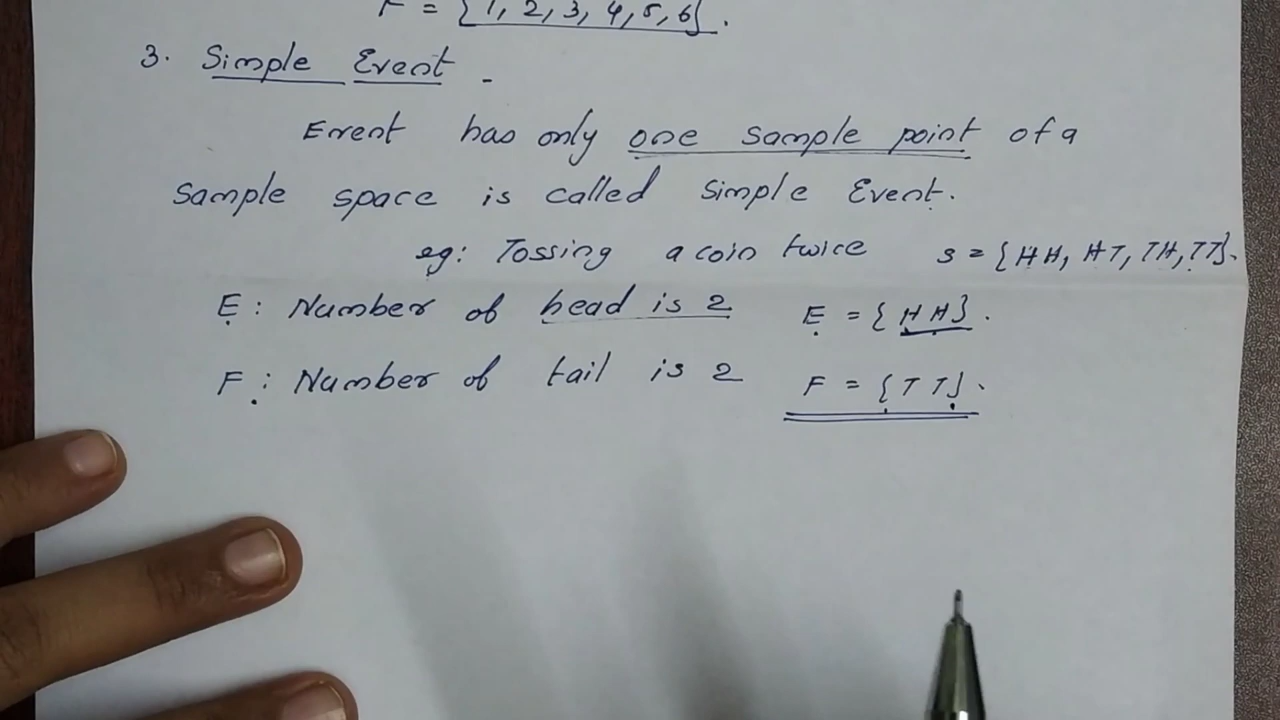 F = {1, 2, 3, 4, 5, 6}.
3. Simple Event -
Event has only one sample point of a
sample space is called simple Event.
eg: Tossing a coin twice S = {HH, HT, TH, TT}.
E: Number of head is 2 E = {HH}.
F: Number of tail is 2 F = {TT}.